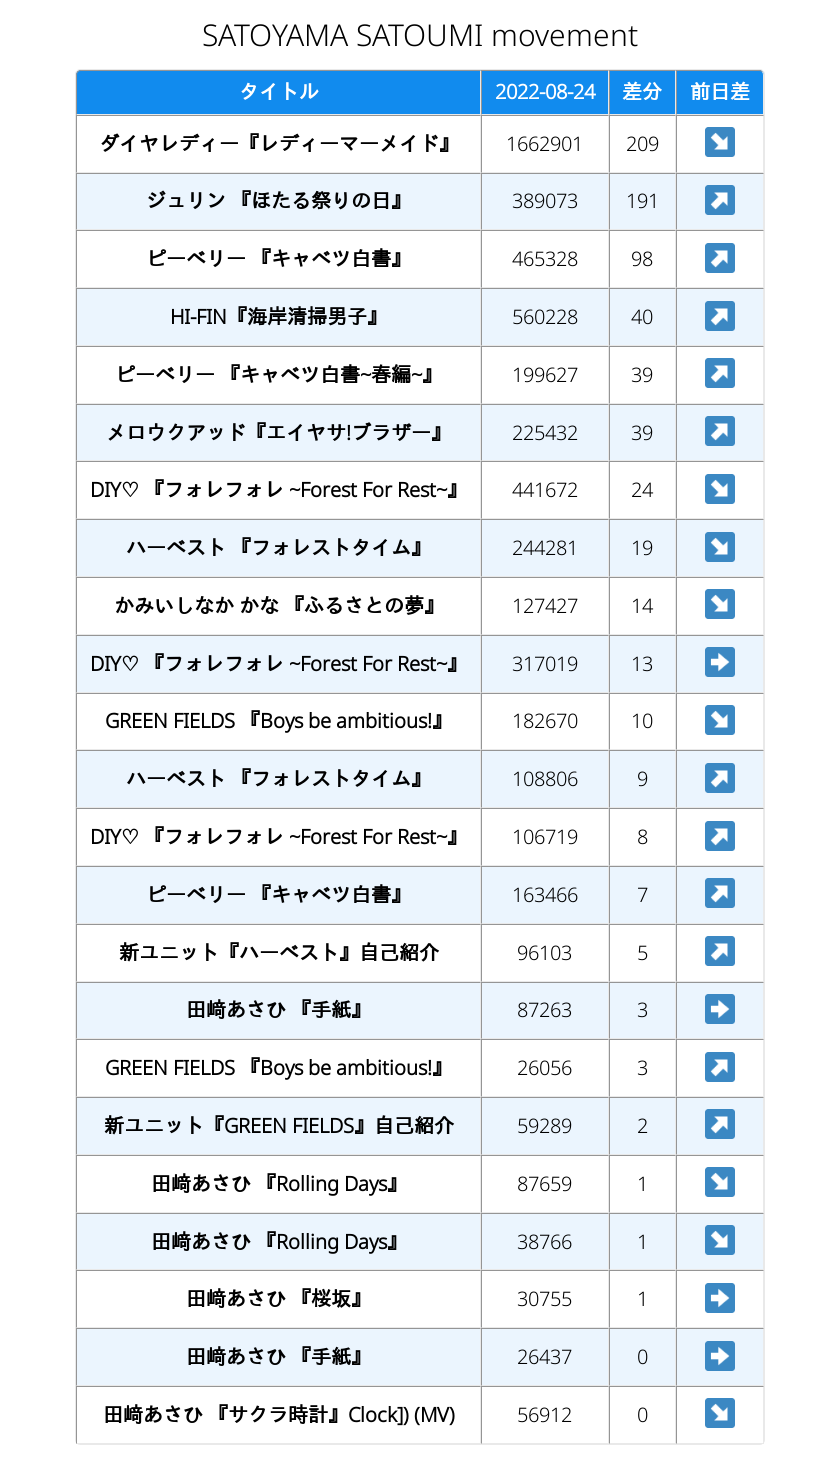 SATOYAMA SATOUMI movement
タイトル 2022-08-24 差分 前日差
ダイヤレディー『レディーマーメイド』 1662901 209 ↘
ジュリン 『ほたる祭りの日』 389073 191 ↗
ピーベリー 『キャベツ白書』 465328 98 ↗
HI-FIN『海岸清掃男子』 560228 40 ↗
ピーベリー 『キャベツ白書~春編~』 199627 39 ↗
メロウクアッド『エイヤサ!ブラザー』 225432 39 ↗
DIY♡ 『フォレフォレ ~Forest For Rest~』 441672 24 ↘
ハーベスト 『フォレストタイム』 244281 19 ↘
かみいしなか かな 『ふるさとの夢』 127427 14 ↘
DIY♡ 『フォレフォレ ~Forest For Rest~』 317019 13 ➡
GREEN FIELDS 『Boys be ambitious!』 182670 10 ↘
ハーベスト 『フォレストタイム』 108806 9 ↗
DIY♡ 『フォレフォレ ~Forest For Rest~』 106719 8 ↗
ピーベリー 『キャベツ白書』 163466 7 ↗
新ユニット『ハーベスト』自己紹介 96103 5 ↗
田﨑あさひ 『手紙』 87263 3 ➡
GREEN FIELDS 『Boys be ambitious!』 26056 3 ↗
新ユニット『GREEN FIELDS』自己紹介 59289 2 ↗
田﨑あさひ 『Rolling Days』 87659 1 ↘
田﨑あさひ 『Rolling Days』 38766 1 ↘
田﨑あさひ 『桜坂』 30755 1 ➡
田﨑あさひ 『手紙』 26437 0 ➡
田﨑あさひ 『サクラ時計』Clock]) (MV) 56912 0 ↘